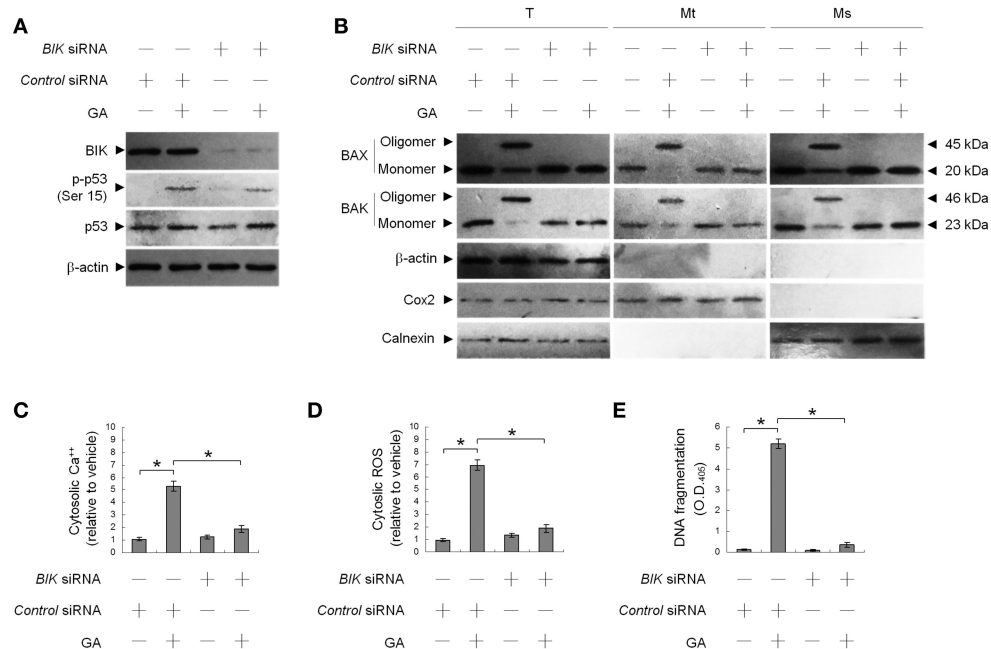 A
BIK siRNA — — + +
Control siRNA + + — —
GA — + — +
BIK
p-p53
(Ser 15)
p53
β-actin
B
T Mt Ms
BIK siRNA — — + + — — + + — — + +
Control siRNA + + — — — + — + — + — +
GA — + — + — + — + — + — +
BAX
Oligomer 45 kDa
Monomer 20 kDa
BAK
Oligomer 46 kDa
Monomer 23 kDa
β-actin
Cox2
Calnexin
C
Cytosolic Ca++
(relative to vehicle)
10
9
8
7
6
5
4
3
2
1
0
* *
BIK siRNA — — + +
Control siRNA + + — —
GA — + — +
D
Cytoslic ROS
(relative to vehicle)
10
9
8
7
6
5
4
3
2
1
0
* *
BIK siRNA — — + +
Control siRNA + + — —
GA — + — +
E
DNA fragmentation
(O.D.405)
6
5
4
3
2
1
0
* *
BIK siRNA — — + +
Control siRNA + + — —
GA — + — +